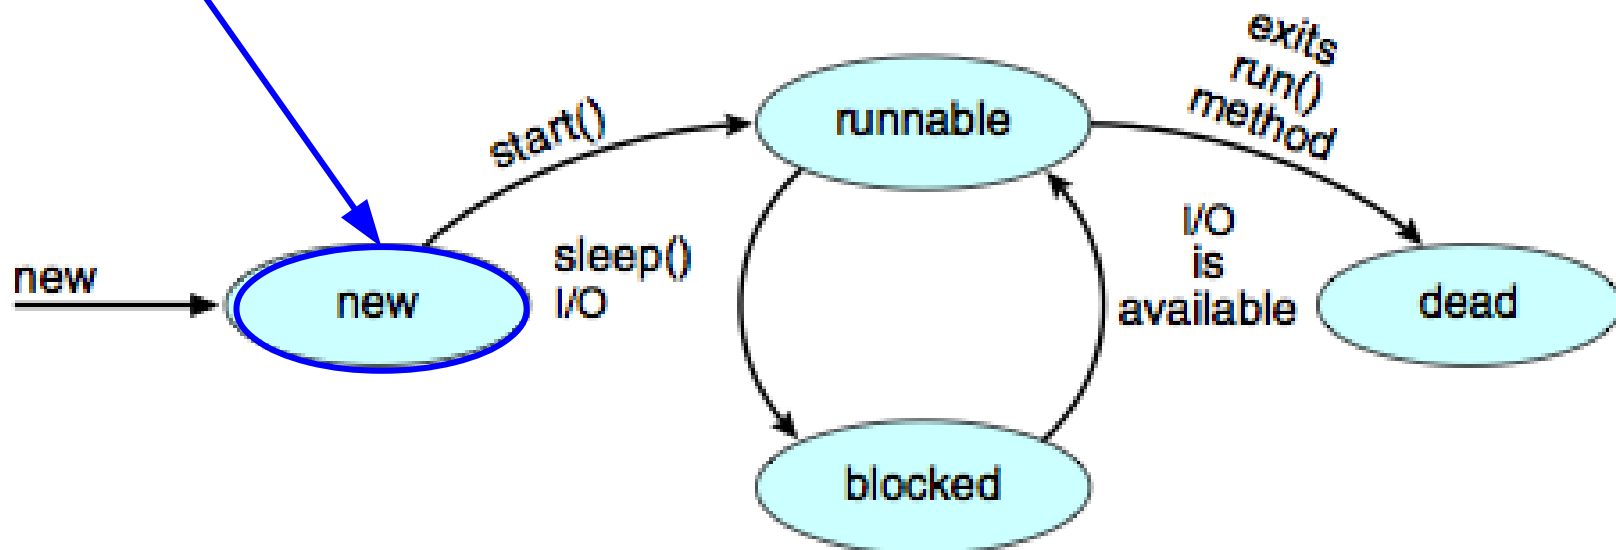 exits
run()
method
start()
runnable
new
new
sleep()
I/O
I/O
is
available
dead
blocked